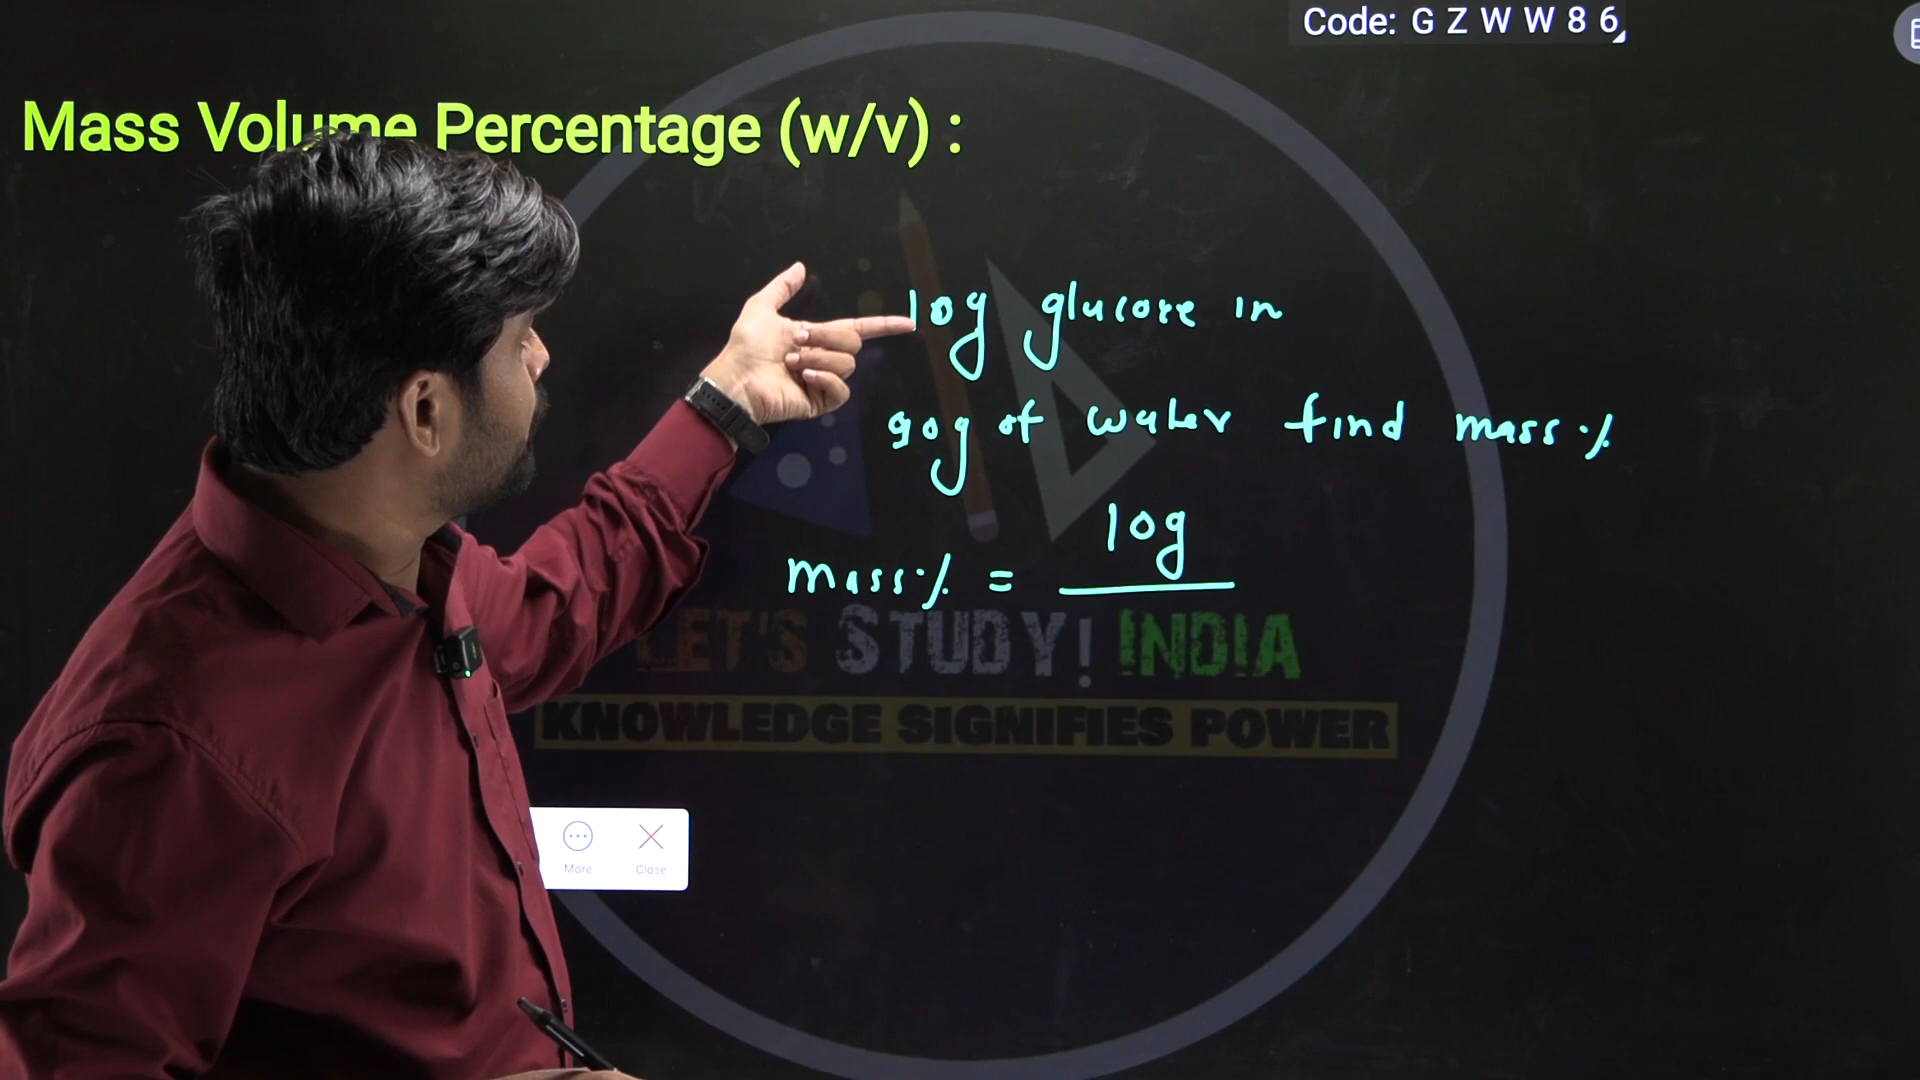 Code: G Z W W 8 6
Mass Volume Percentage (w/v) :
10g glucose in
90g of water find mass %
mass % = 10g
LET'S STUDY! INDIA
KNOWLEDGE SIGNIFIES POWER
More Close